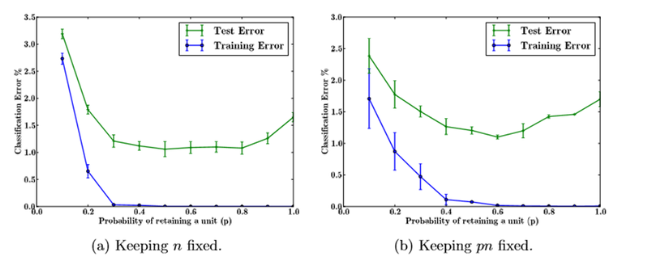 3.5
3.0
2.5
2.0
1.5
1.0
0.5
0.0
Classification Error %
Test Error
Training Error
0.0 0.2 0.4 0.6 0.8 1.0
Probability of retaining a unit (p)
(a) Keeping n fixed.
3.0
2.5
2.0
1.5
1.0
0.5
0.0
Classification Error %
Test Error
Training Error
0.0 0.2 0.4 0.6 0.8 1.0
Probability of retaining a unit (p)
(b) Keeping pn fixed.